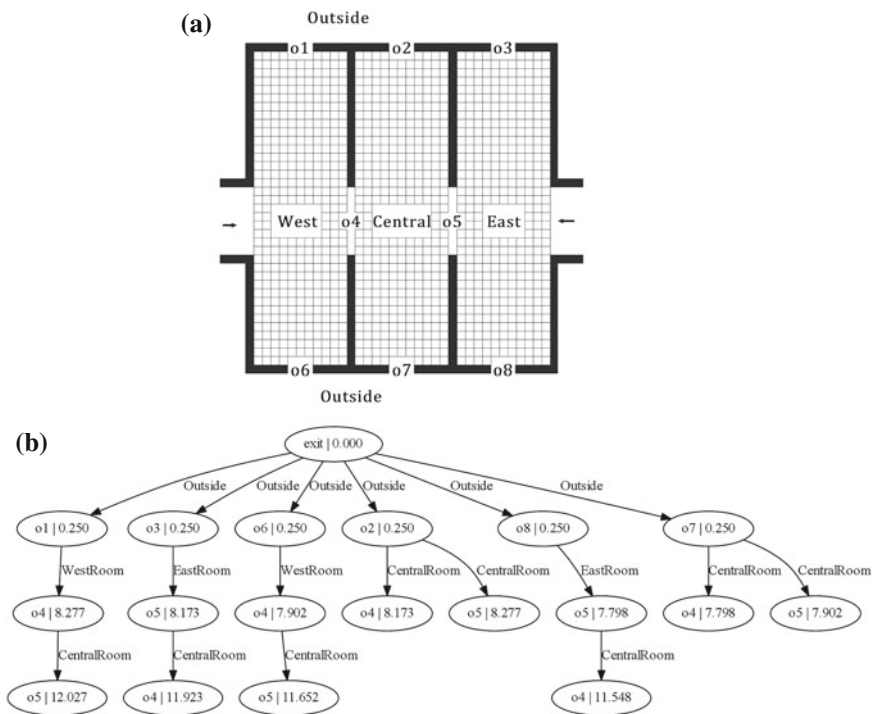 Outside
(a)
o1 o2 o3
West o4 Central o5 East
o6 o7 o8
Outside
(b)
exit | 0.000
Outside Outside Outside Outside Outside Outside
o1 | 0.250 o3 | 0.250 o6 | 0.250 o2 | 0.250 o8 | 0.250 o7 | 0.250
WestRoom EastRoom WestRoom CentralRoom CentralRoom EastRoom CentralRoom CentralRoom
o4 | 8.277 o5 | 8.173 o4 | 7.902 o4 | 8.173 o5 | 8.277 o5 | 7.798 o4 | 7.798 o5 | 7.902
CentralRoom CentralRoom CentralRoom CentralRoom
o5 | 12.027 o4 | 11.923 o5 | 11.652 o4 | 11.548